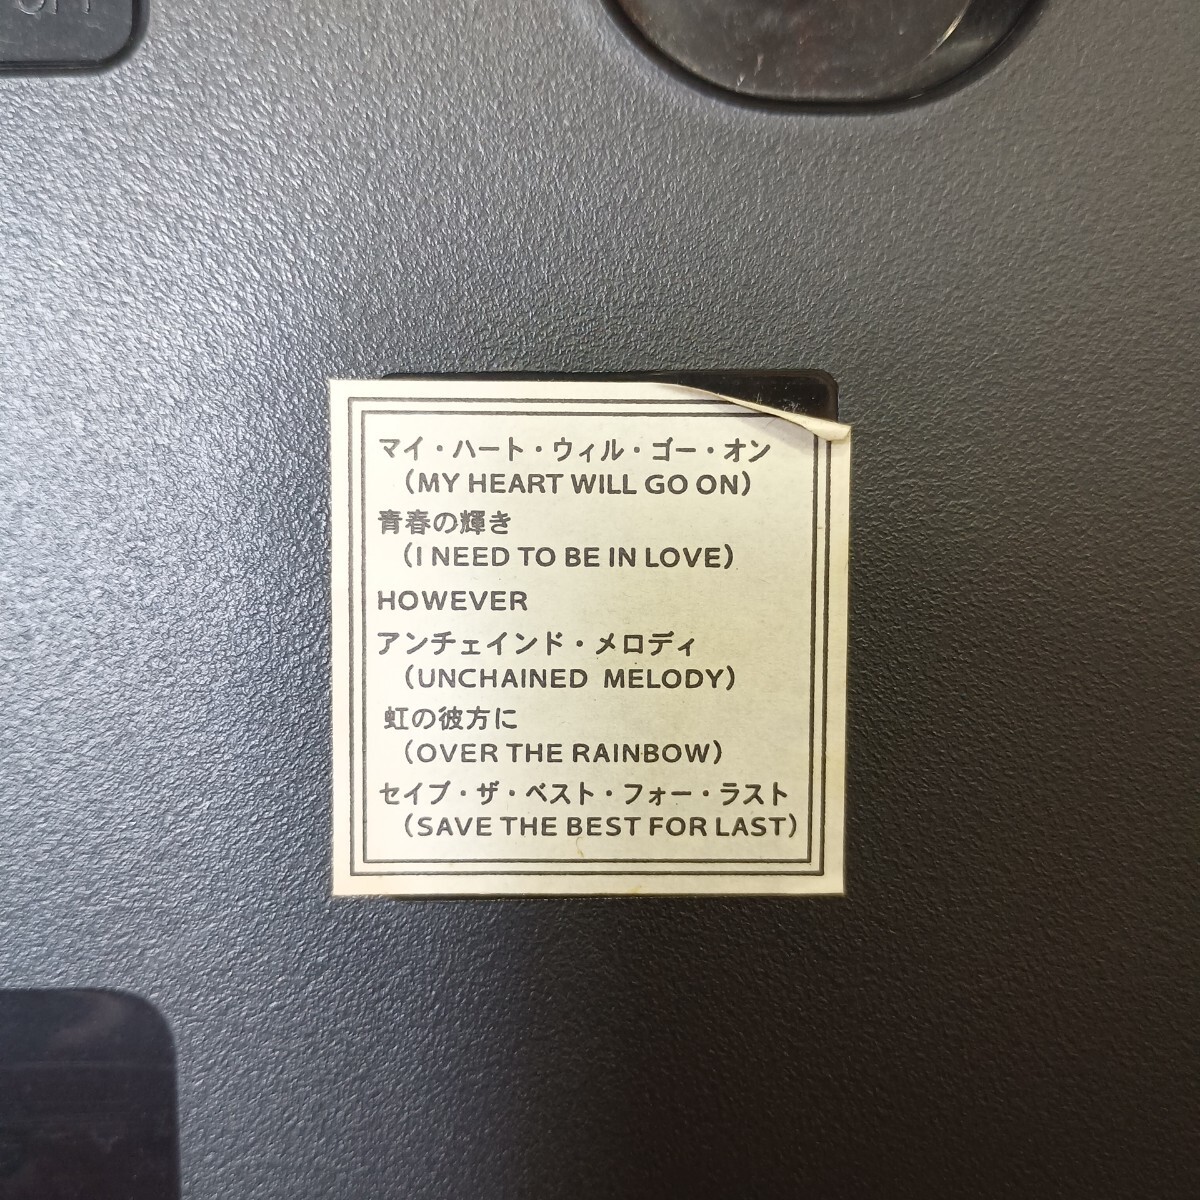 マイ・ハート・ウィル・ゴー・オン
(MY HEART WILL GO ON)
青春の輝き
(I NEED TO BE IN LOVE)
HOWEVER
アンチェインド・メロディ
(UNCHAINED MELODY)
虹の彼方に
(OVER THE RAINBOW)
セイブ・ザ・ベスト・フォー・ラスト
(SAVE THE BEST FOR LAST)